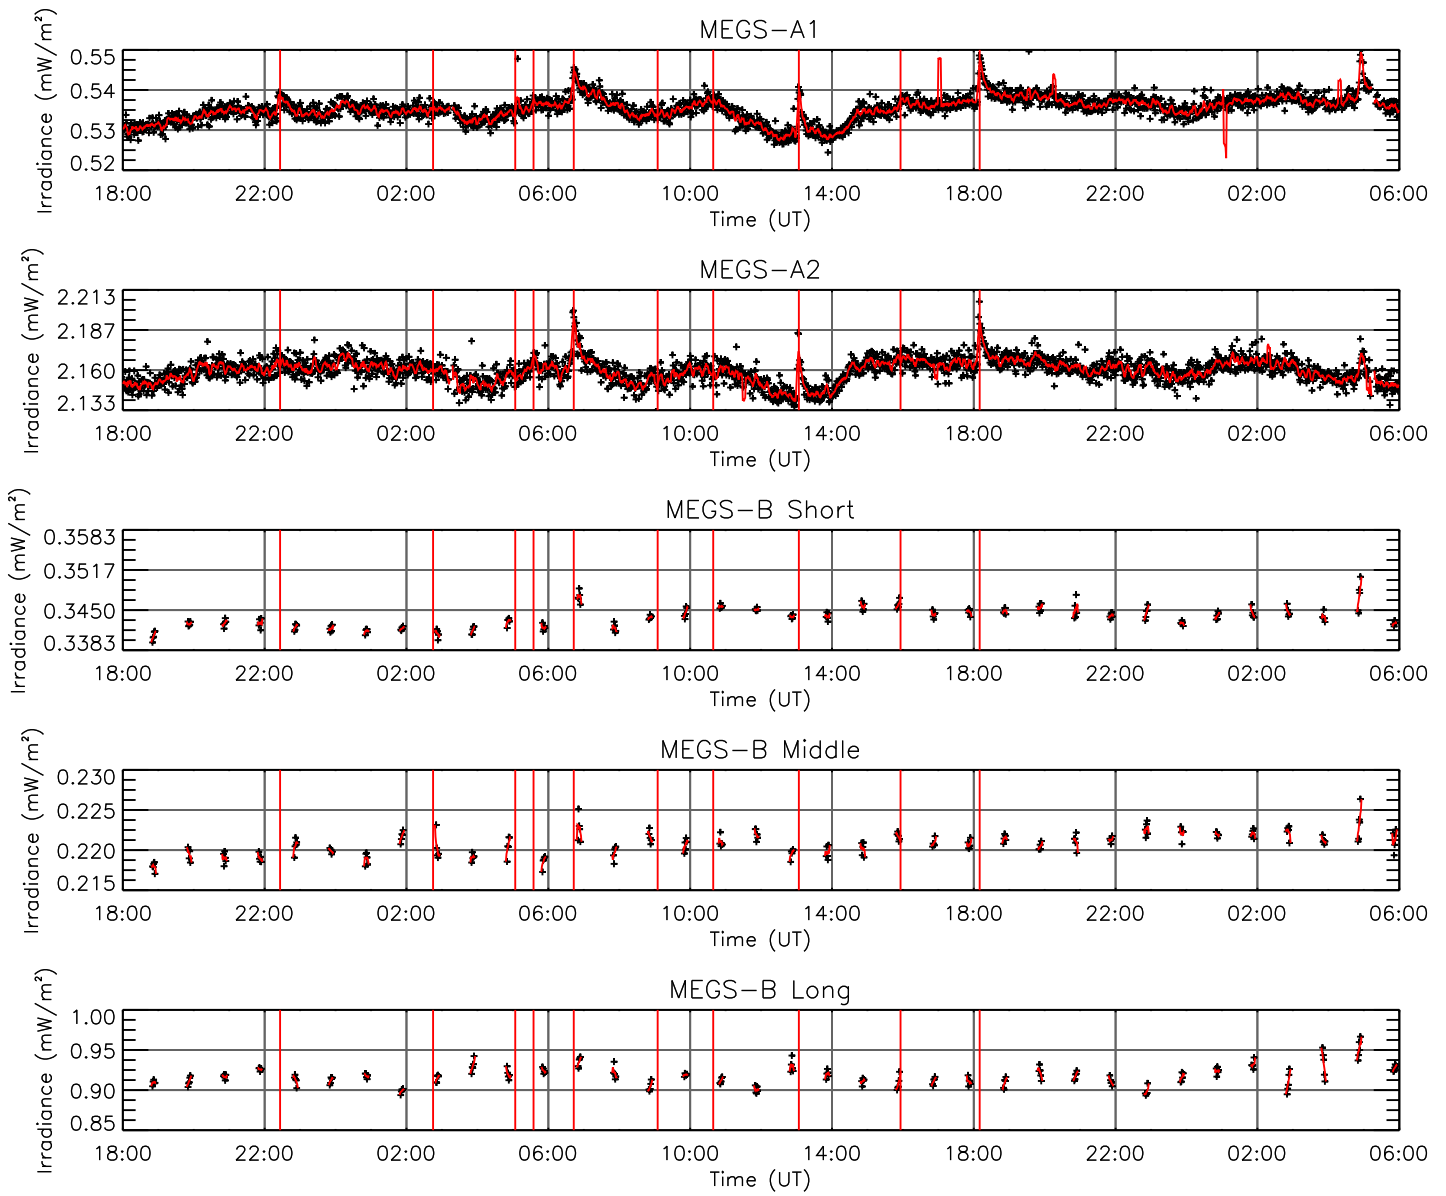 MEGS-A1
Irradiance (mW/m²)
0.55
0.54
0.53
0.52
18:00 22:00 02:00 06:00 10:00 14:00 18:00 22:00 02:00 06:00
Time (UT)
MEGS-A2
Irradiance (mW/m²)
2.213
2.187
2.160
2.133
18:00 22:00 02:00 06:00 10:00 14:00 18:00 22:00 02:00 06:00
Time (UT)
MEGS-B Short
Irradiance (mW/m²)
0.3583
0.3517
0.3450
0.3383
18:00 22:00 02:00 06:00 10:00 14:00 18:00 22:00 02:00 06:00
Time (UT)
MEGS-B Middle
Irradiance (mW/m²)
0.230
0.225
0.220
0.215
18:00 22:00 02:00 06:00 10:00 14:00 18:00 22:00 02:00 06:00
Time (UT)
MEGS-B Long
Irradiance (mW/m²)
1.00
0.95
0.90
0.85
18:00 22:00 02:00 06:00 10:00 14:00 18:00 22:00 02:00 06:00
Time (UT)